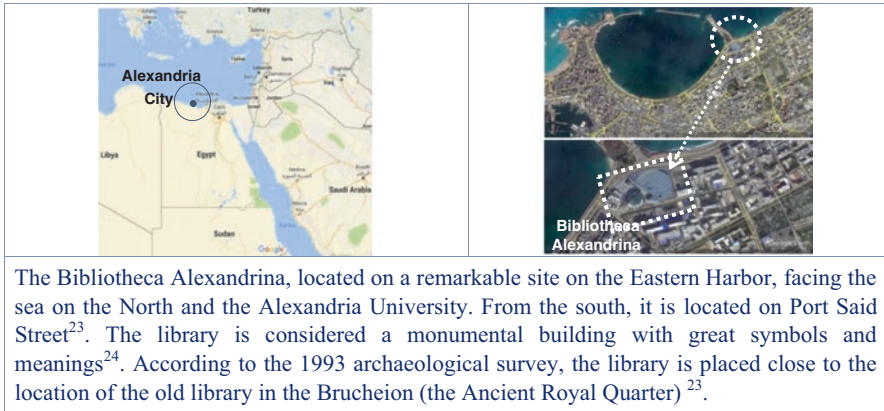 Turkey
Syria
Alexandria
City
Libya
Egypt
Saudi Arabia
Sudan
Google
Bibliotheca
Alexandrina
The Bibliotheca Alexandrina, located on a remarkable site on the Eastern Harbor, facing the
sea on the North and the Alexandria University. From the south, it is located on Port Said
Street23. The library is considered a monumental building with great symbols and
meanings24. According to the 1993 archaeological survey, the library is placed close to the
location of the old library in the Brucheion (the Ancient Royal Quarter) 23.